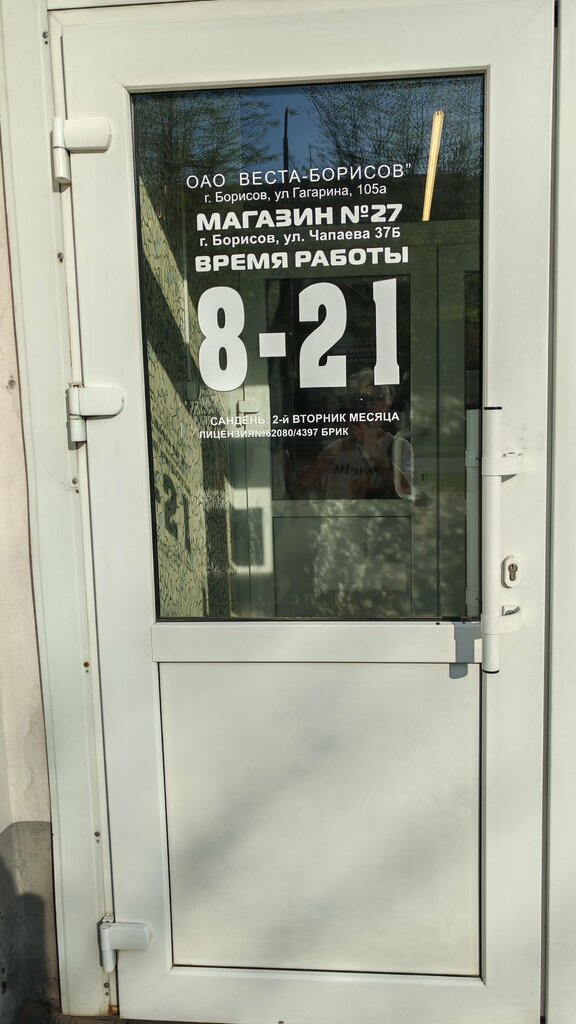 ОАО ВЕСТА-БОРИСОВ"
г. Борисов, ул Гагарина, 105а
МАГАЗИН №27
г. Борисов, ул. Чапаева 37Б
ВРЕМЯ РАБОТЫ
8-21
САНДЕНЬ: 2-й ВТОРНИК МЕСЯЦА
ЛИЦЕНЗИЯ№62080/4397 БРИК